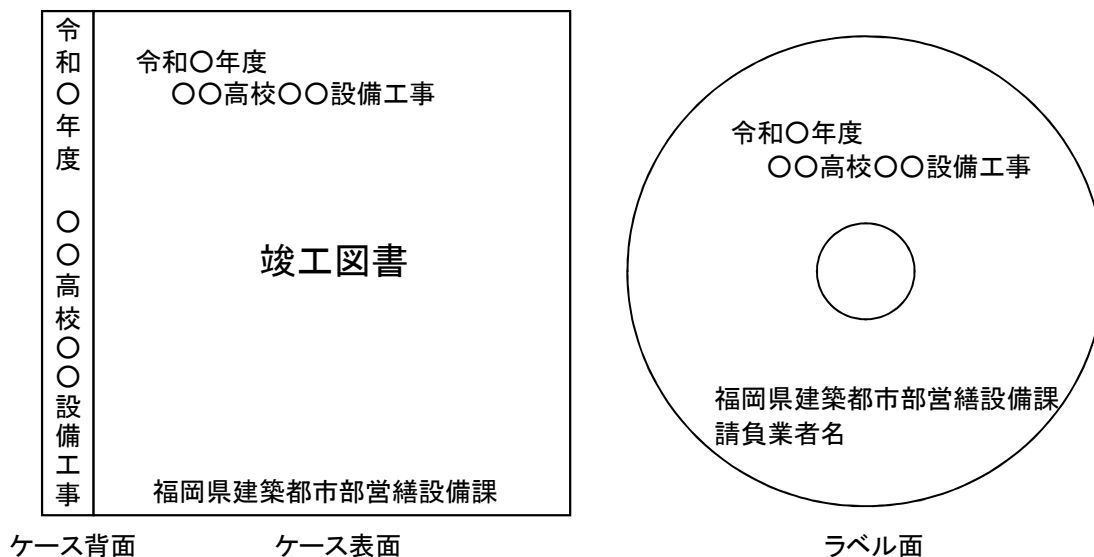 令和〇年度　〇〇高校〇〇設備工事
令和〇年度
〇〇高校〇〇設備工事
竣工図書
福岡県建築都市部営繕設備課
令和〇年度
〇〇高校〇〇設備工事
福岡県建築都市部営繕設備課
請負業者名
ケース背面
ケース表面
ラベル面